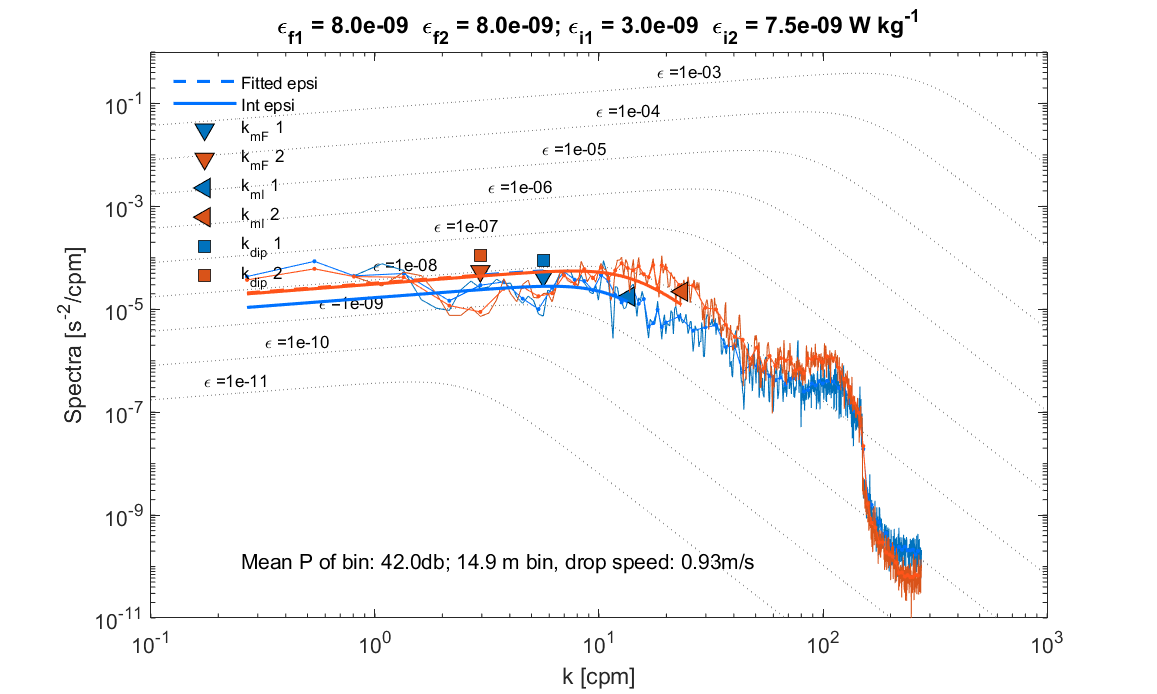 ϵf1 = 8.0e-09 ϵf2 = 8.0e-09; ϵi1 = 3.0e-09 ϵi2 = 7.5e-09 W kg-1
Fitted epsi
Int epsi
kmF 1
kmF 2
kmI 1
kmI 2
kdip 1
kdip 2
ϵ =1e-03
ϵ =1e-04
ϵ =1e-05
ϵ =1e-06
ϵ =1e-07
ϵ =1e-08
ϵ =1e-09
ϵ =1e-10
ϵ =1e-11
Mean P of bin: 42.0db; 14.9 m bin, drop speed: 0.93m/s
Spectra [s-2/cpm]
10-1
10-3
10-5
10-7
10-9
10-11
10-1 100 101 102 103
k [cpm]